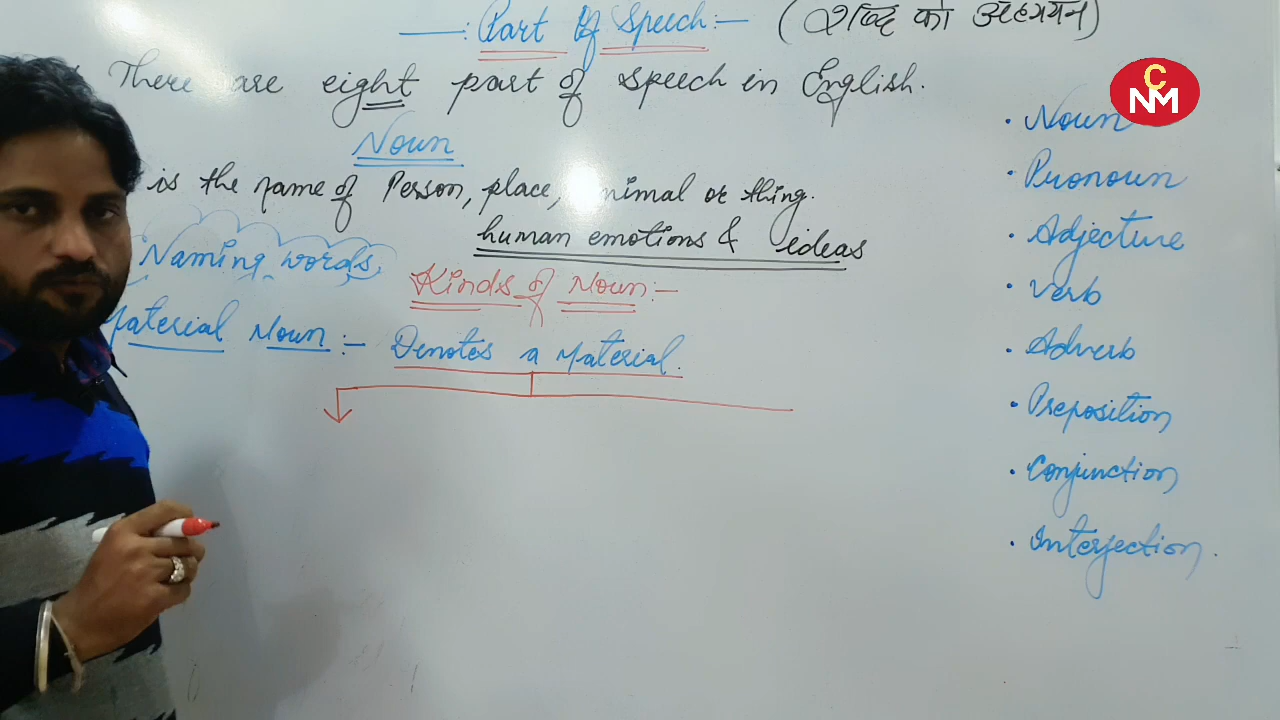 Part Of Speech:- (शब्दि का अध्ययन)
There are eight part of speech in English.
Noun
is the name of Person, place, nimal or thing.
human emotions & ideas
Naming words,
Kinds of Noun:-
Material Noun:- Denotes a Material.
CNM
• Noun
• Pronoun
• Adjective
• Verb
• Adverb
• Preposition
• Conjunction
• Interjection.